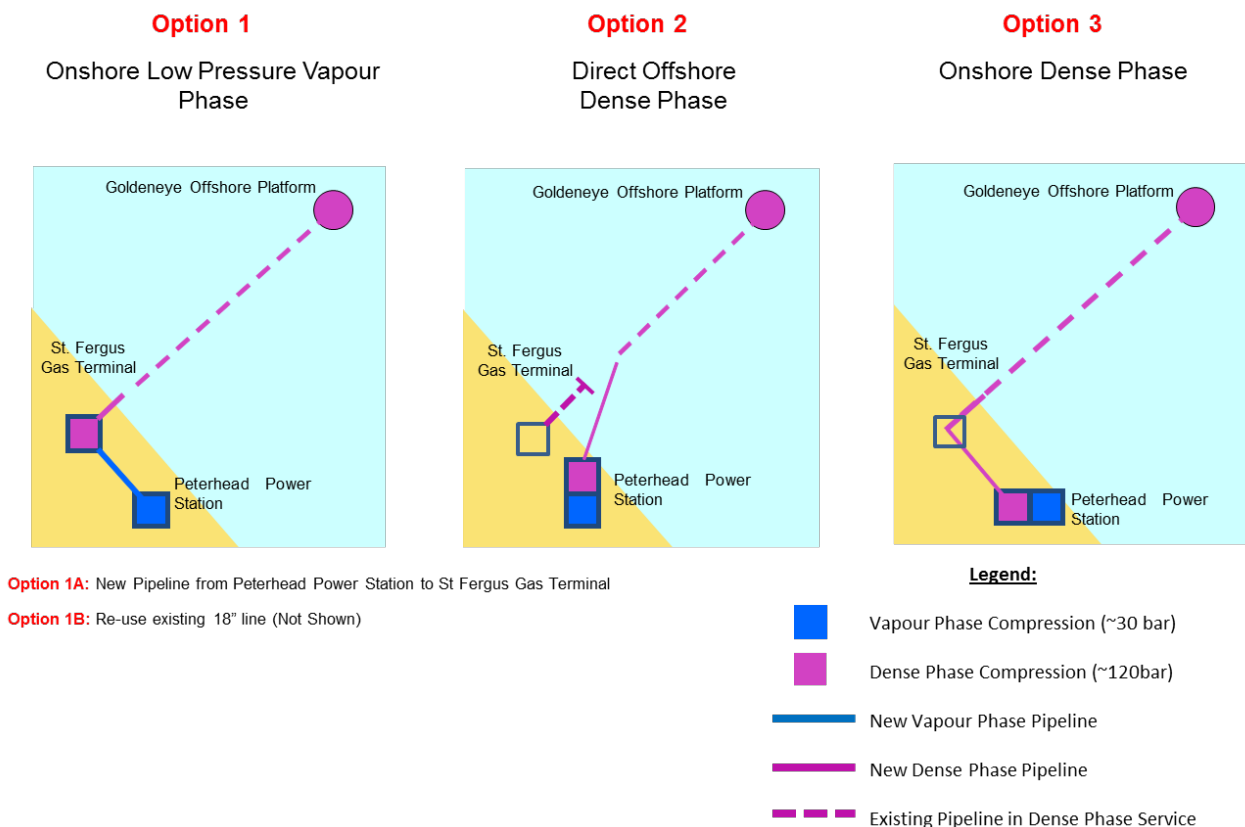 Option 1
Onshore Low Pressure Vapour
Phase
Goldeneye Offshore Platform
St. Fergus
Gas Terminal
Peterhead Power
Station
Option 2
Direct Offshore
Dense Phase
Goldeneye Offshore Platform
St. Fergus
Gas Terminal
Peterhead Power
Station
Option 3
Onshore Dense Phase
Goldeneye Offshore Platform
St. Fergus
Gas Terminal
Peterhead Power
Station
Option 1A: New Pipeline from Peterhead Power Station to St Fergus Gas Terminal
Option 1B: Re-use existing 18” line (Not Shown)
Legend:
Vapour Phase Compression (~30 bar)
Dense Phase Compression (~120bar)
New Vapour Phase Pipeline
New Dense Phase Pipeline
Existing Pipeline in Dense Phase Service